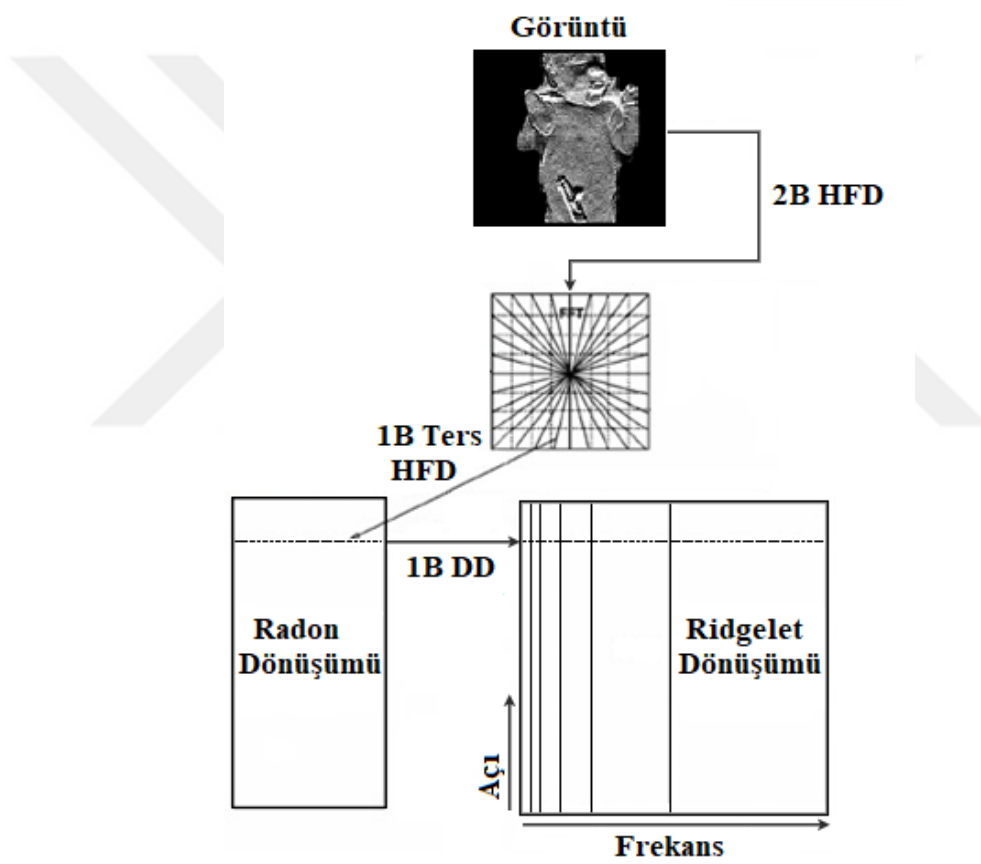 Görüntü
2B HFD
FFT
1B Ters
HFD
1B DD
Radon
Dönüşümü
Ridgelet
Dönüşümü
Açı
Frekans